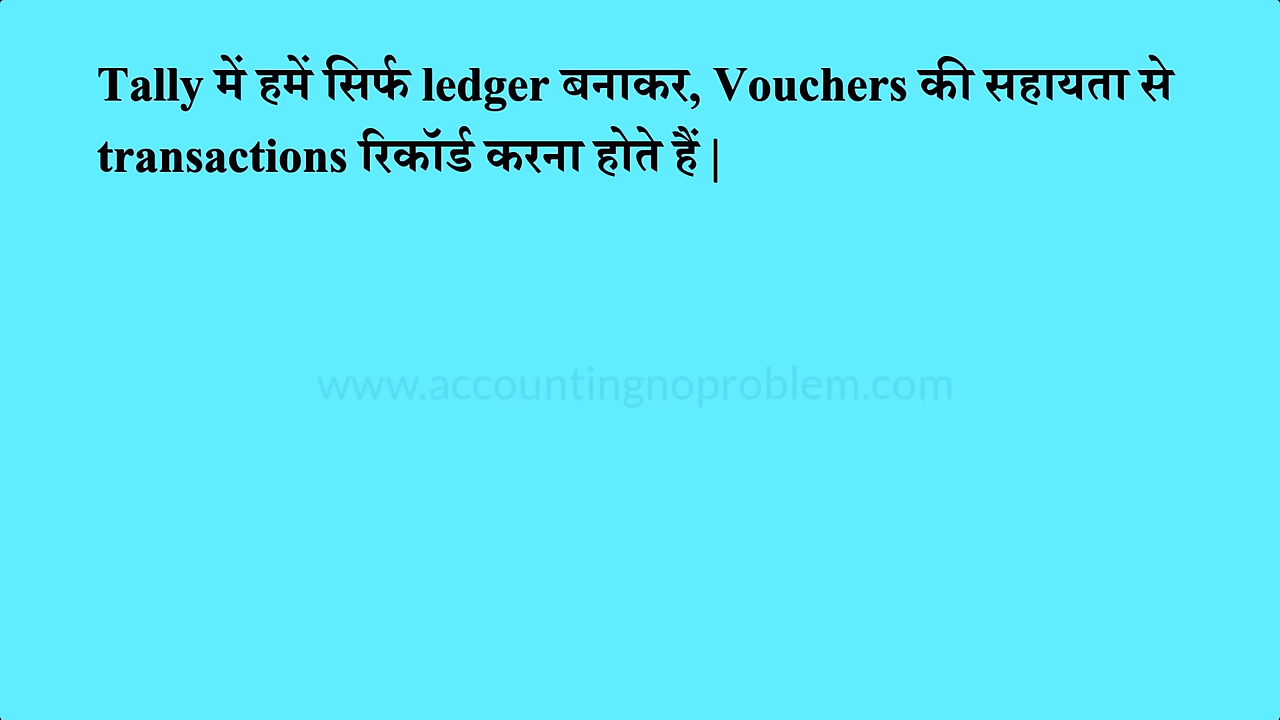 Tally में हमें सिर्फ ledger बनाकर, Vouchers की सहायता से
transactions रिकॉर्ड करना होते हैं |
www.accountingnoproblem.com